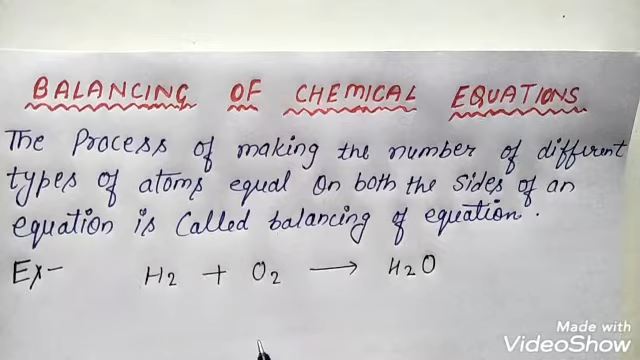 BALANCING OF CHEMICAL EQUATIONS
The Process of making the number of different
types of atoms equal on both the sides of an
equation is called balancing of equation.
Ex- H2 + O2 → H2O
Made with
VideoShow